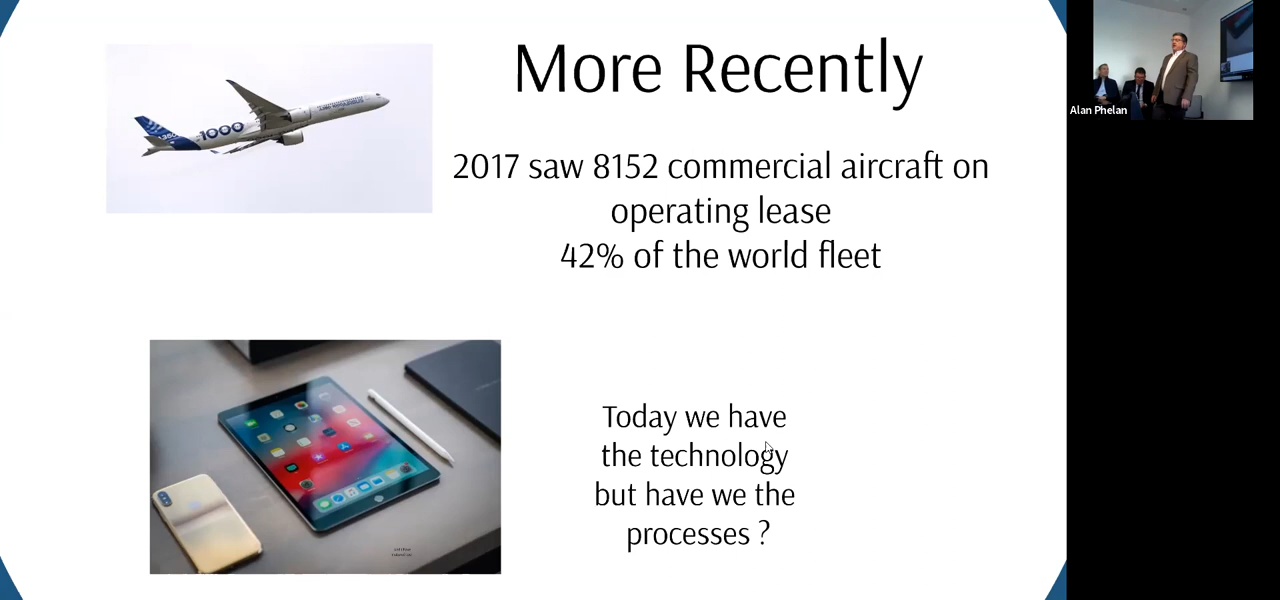 More Recently
2017 saw 8152 commercial aircraft on
operating lease
42% of the world fleet
1000
Today we have
the technology
but have we the
processes ?
Alan Phelan